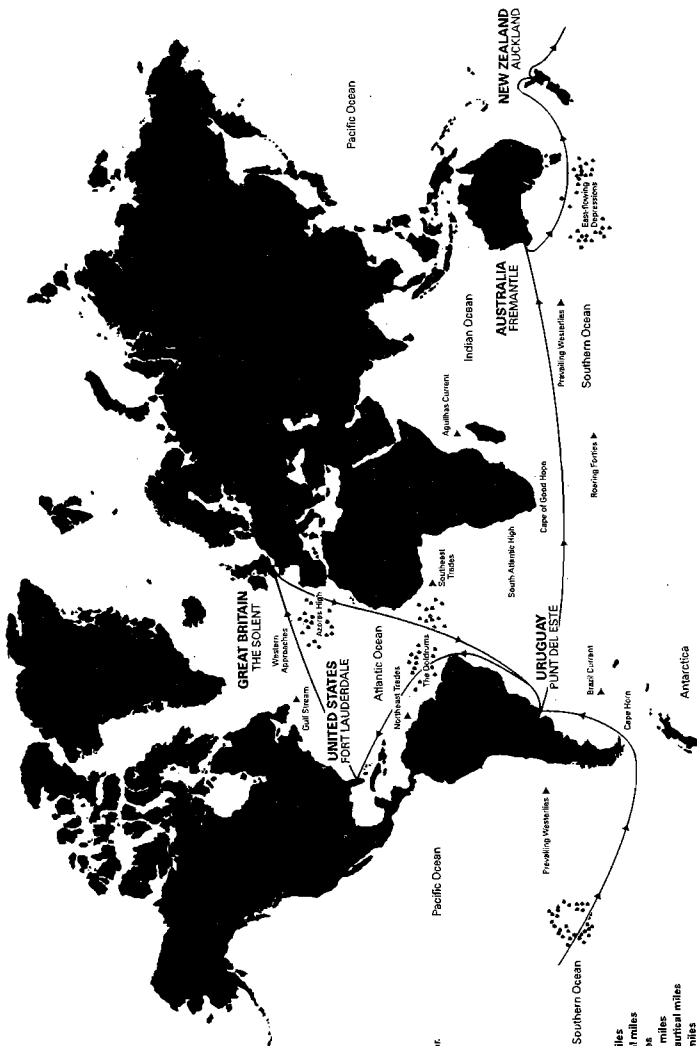 Pacific Ocean
NEW ZEALAND
AUCKLAND
East-flowing
Depressions
AUSTRALIA
FREMANTLE
Indian Ocean
Prevailing Westerlies
Southern Ocean
Agulhas Current
Roaring Forties
Cape of Good Hope
South Atlantic High
Southeast
Trades
GREAT BRITAIN
THE SOLENT
Western
Approaches
Azores High
Gulf Stream
UNITED STATES
FORT LAUDERDALE
Atlantic Ocean
Northeast Trades
The Doldrums
URUGUAY
PUNT DEL ESTE
Brazil Current
Cape Horn
Antarctica
Prevailing Westerlies
Pacific Ocean
Southern Ocean
miles
miles